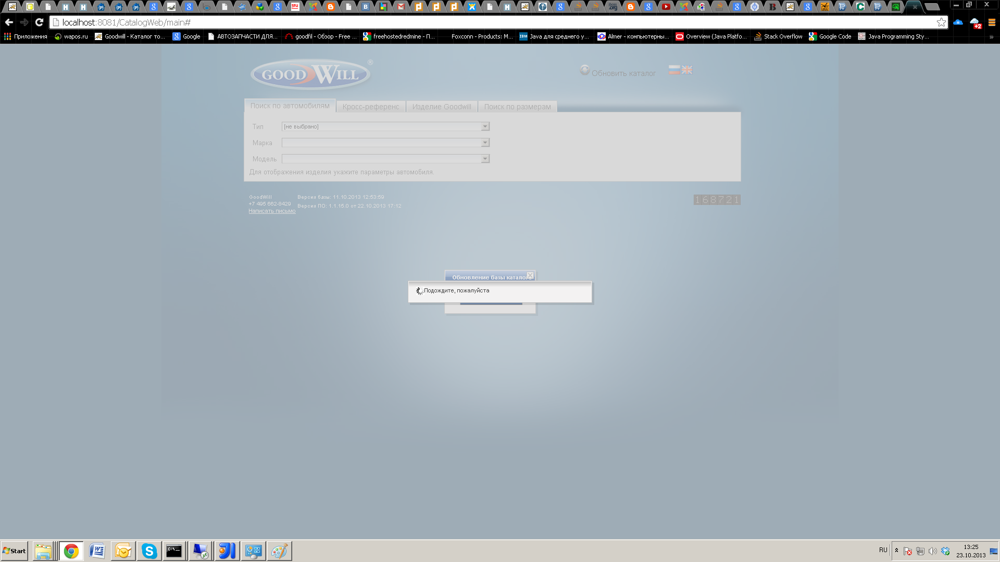 localhost:8081/CatalogWeb/main#
Приложения
wapos.ru
Goodwill - Каталог то...
Google
АВТОЗАПЧАСТИ ДЛЯ...
goodfil - Обзор - Free ...
freehostedredmine - П...
Foxconn - Products: M...
Java для среднего у...
Almer - компьютерны...
Overview (Java Platfo...
Stack Overflow
Google Code
Java Programming Sty...
GOODWILL ®
Обновить каталог
Поиск по автомобилям
Кросс-референс
Изделие Goodwill
Поиск по размерам
Тип
[не выбрано]
Марка
Модель
Для отображения изделия укажите параметры автомобиля.
GoodWill
+7 495 662-8429
Написать письмо
Версия базы: 11.10.2013 12:53:59
Версия ПО: 1.1.15.0 от 22.10.2013 17:12
168721
Обновление базы катало
Подождите, пожалуйста
Start
RU
13:25
23.10.2013